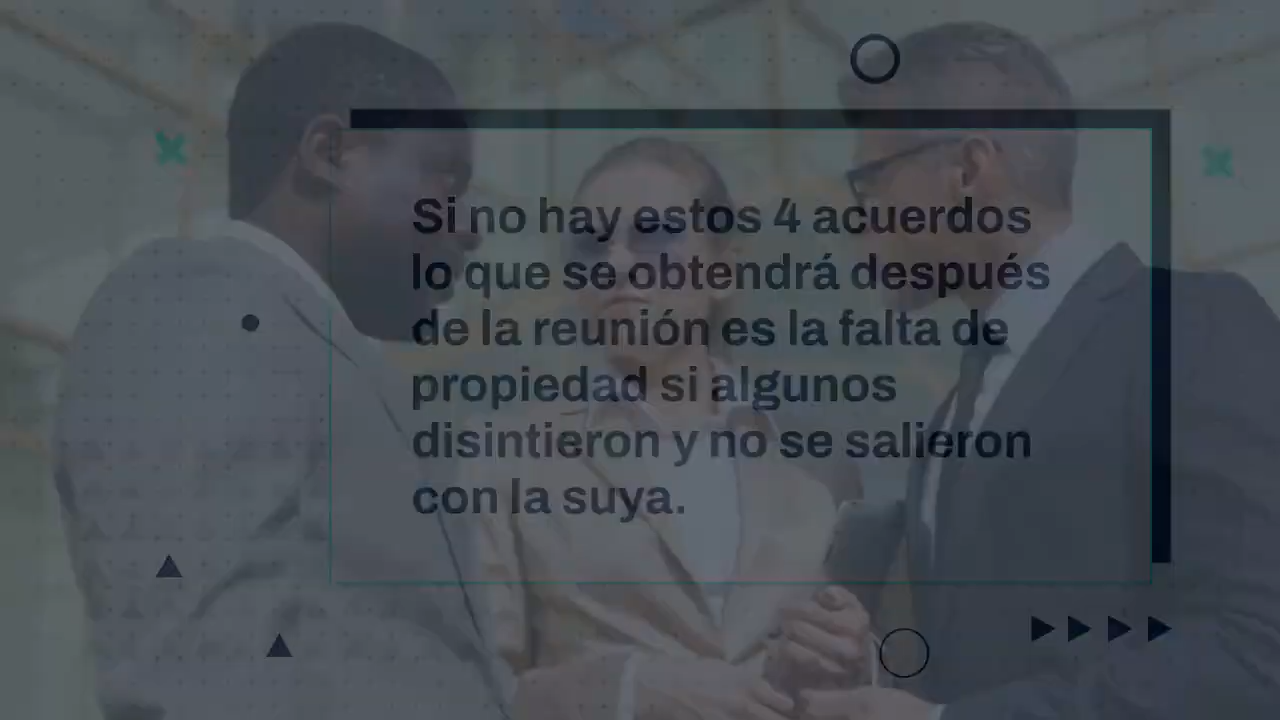 Si no hay estos 4 acuerdos
lo que se obtendrá después
de la reunión es la falta de
propiedad si algunos
disintieron y no se salieron
con la suya.